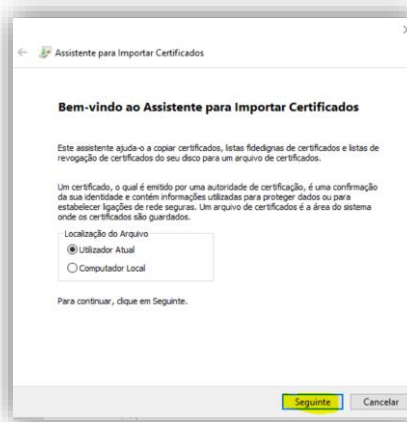 Assistente para Importar Certificados
Bem-vindo ao Assistente para Importar Certificados
Este assistente ajuda-o a copiar certificados, listas fidedignas de certificados e listas de
revogação de certificados do seu disco para um arquivo de certificados.
Um certificado, o qual é emitido por uma autoridade de certificação, é uma confirmação
da sua identidade e contém informações utilizadas para proteger dados ou para
estabelecer ligações de rede seguras. Um arquivo de certificados é a área do sistema
onde os certificados são guardados.
Localização do Arquivo
Utilizador Atual
Computador Local
Para continuar, clique em Seguinte.
Seguinte Cancelar